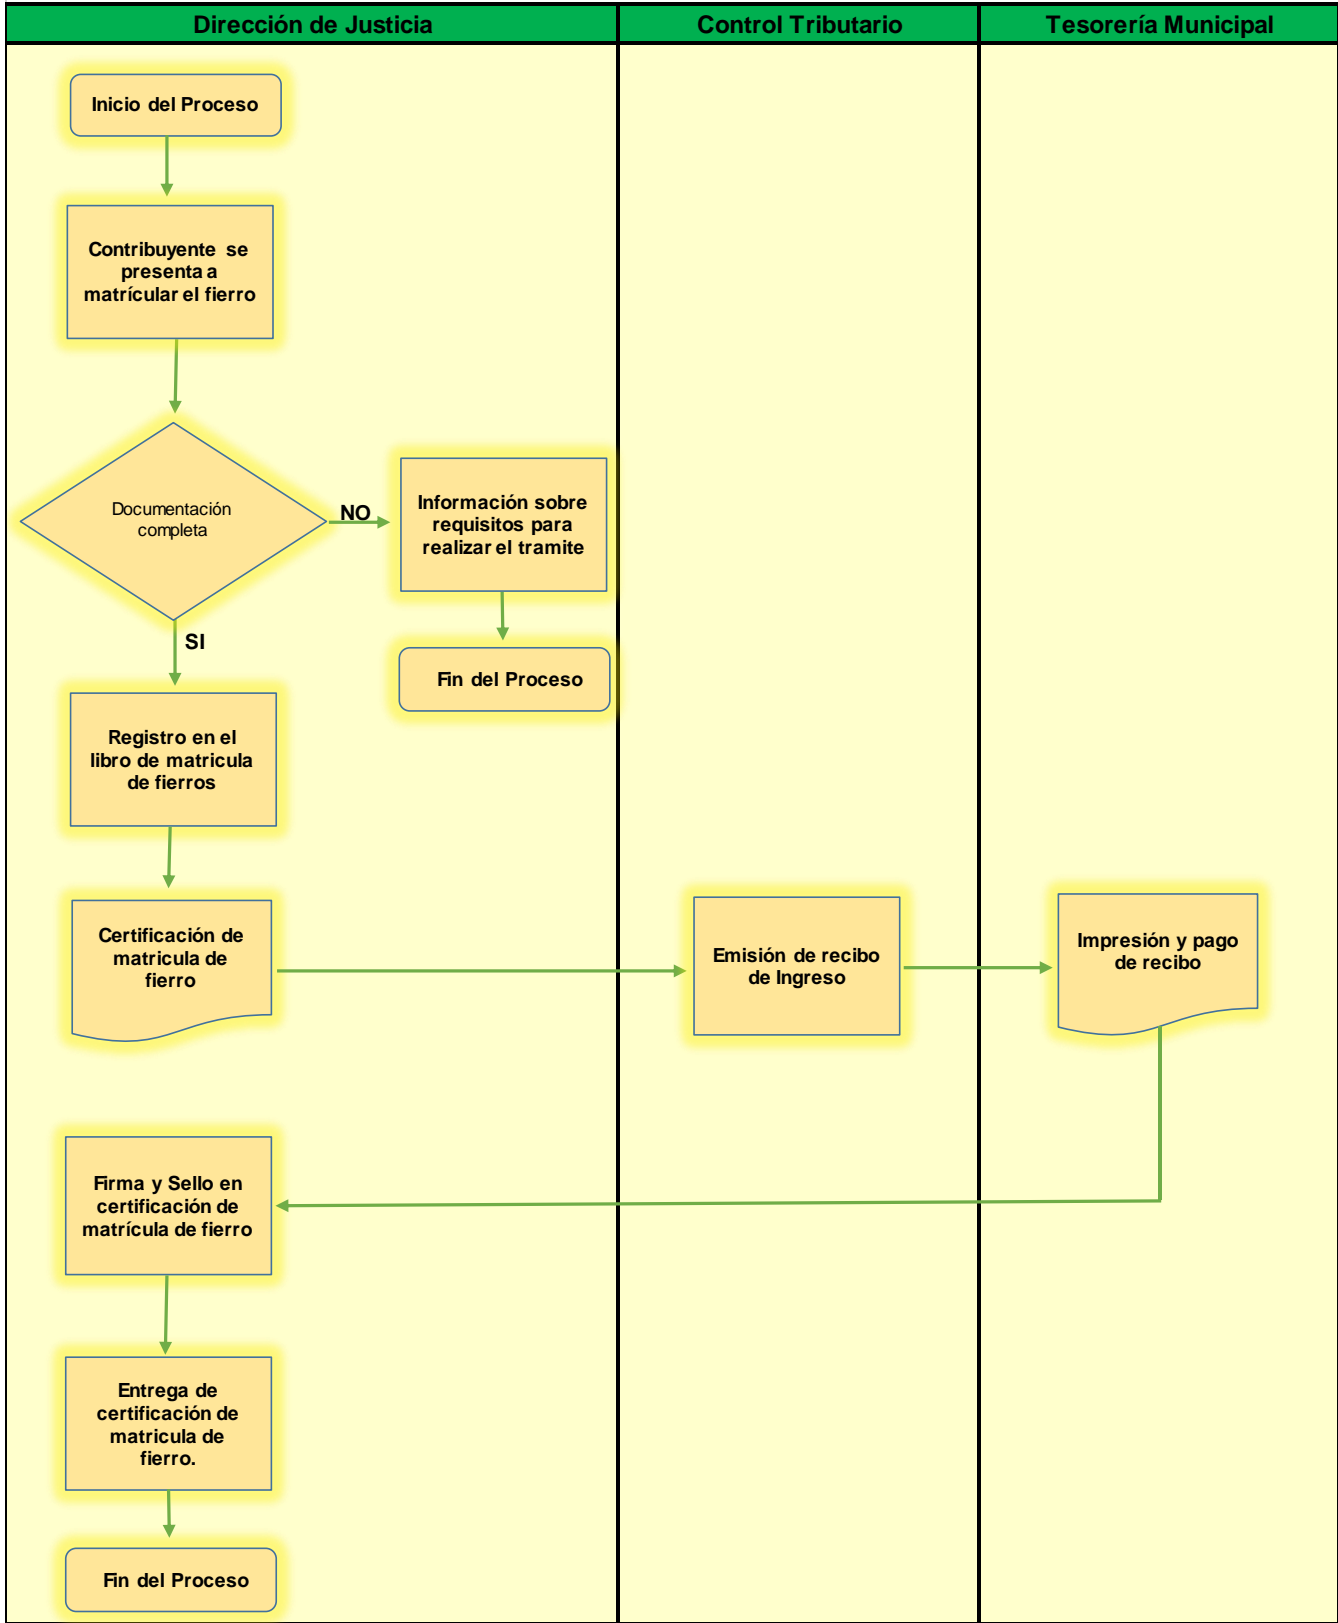 Dirección de Justicia
Control Tributario
Tesorería Municipal
Inicio del Proceso
Contribuyente se
presenta a
matrícular el fierro
Documentación
completa
NO
Información sobre
requisitos para
realizar el tramite
SI
Fin del Proceso
Registro en el
libro de matricula
de fierros
Certificación de
matricula de
fierro
Emisión de recibo
de Ingreso
Impresión y pago
de recibo
Firma y Sello en
certificación de
matrícula de fierro
Entrega de
certificación de
matricula de
fierro.
Fin del Proceso